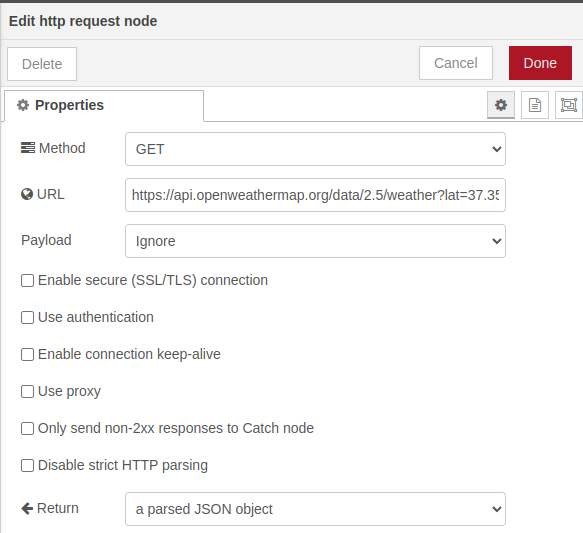 Edit http request node
Delete
Cancel
Done
Properties
Method
GET
URL
https://api.openweathermap.org/data/2.5/weather?lat=37.35
Payload
Ignore
Enable secure (SSL/TLS) connection
Use authentication
Enable connection keep-alive
Use proxy
Only send non-2xx responses to Catch node
Disable strict HTTP parsing
Return
a parsed JSON object